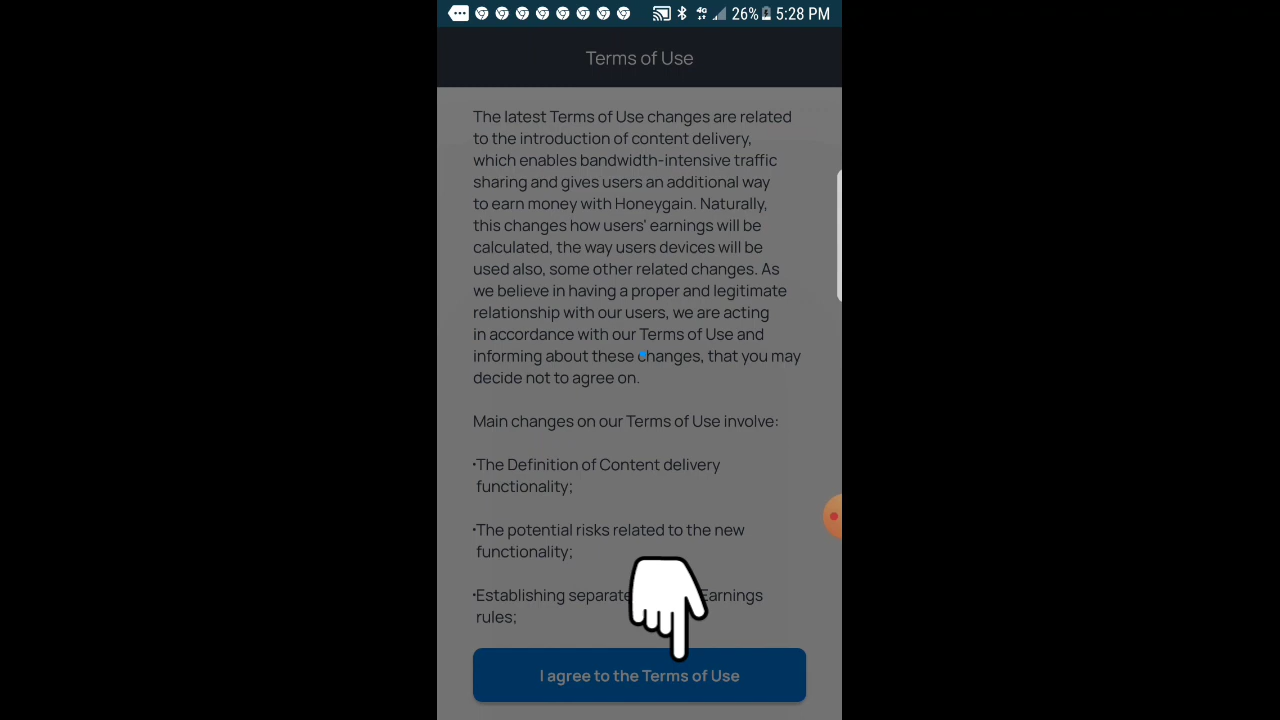 4G 26% 5:28 PM
Terms of Use
The latest Terms of Use changes are related
to the introduction of content delivery,
which enables bandwidth-intensive traffic
sharing and gives users an additional way
to earn money with Honeygain. Naturally,
this changes how users' earnings will be
calculated, the way users devices will be
used also, some other related changes. As
we believe in having a proper and legitimate
relationship with our users, we are acting
in accordance with our Terms of Use and
informing about these changes, that you may
decide not to agree on.
Main changes on our Terms of Use involve:
·The Definition of Content delivery
functionality;
·The potential risks related to the new
functionality;
·Establishing separate Earnings
rules;
I agree to the Terms of Use